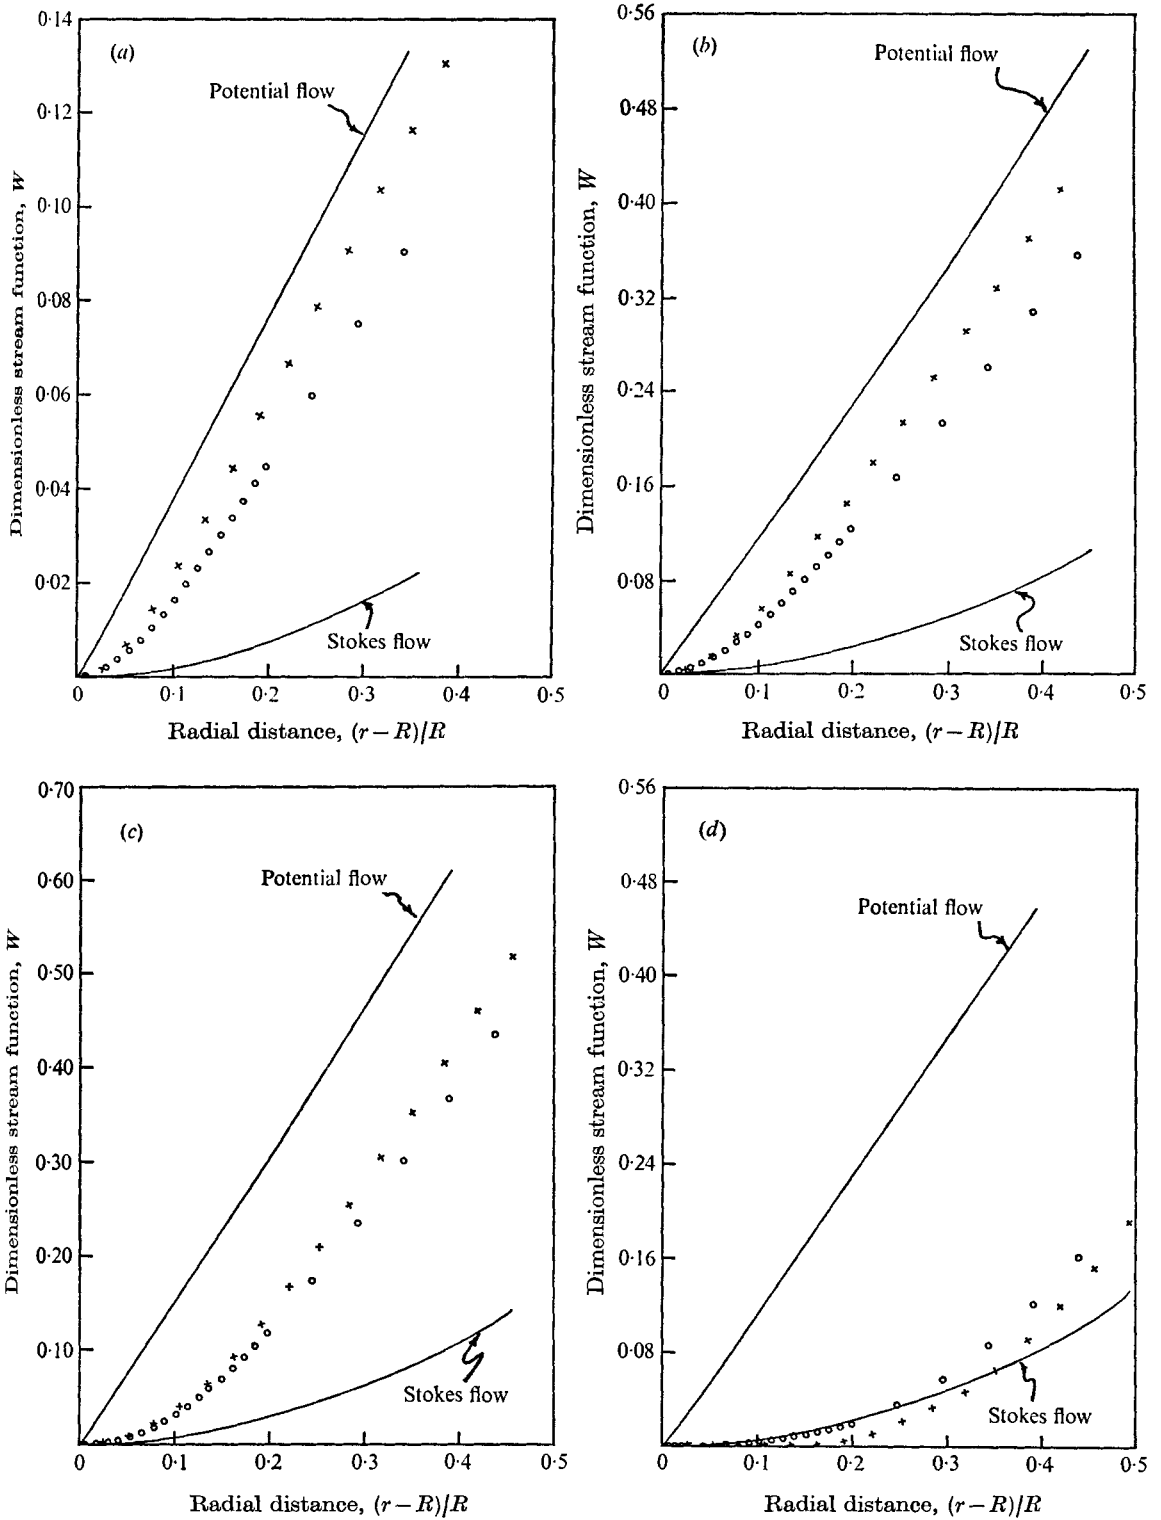 (a)
0·14
0·12
0·10
0·08
0·06
0·04
0·02
Dimensionless stream function, W
Potential flow
Stokes flow
0 0·1 0·2 0·3 0·4 0·5
Radial distance, (r−R)/R
(b)
0·56
0·48
0·40
0·32
0·24
0·16
0·08
Dimensionless stream function, W
Potential flow
Stokes flow
0 0·1 0·2 0·3 0·4 0·5
Radial distance, (r−R)/R
(c)
0·70
0·60
0·50
0·40
0·30
0·20
0·10
Dimensionless stream function, W
Potential flow
Stokes flow
0 0·1 0·2 0·3 0·4 0·5
Radial distance, (r−R)/R
(d)
0·56
0·48
0·40
0·32
0·24
0·16
0·08
Dimensionless stream function, W
Potential flow
Stokes flow
0 0·1 0·2 0·3 0·4 0·5
Radial distance, (r−R)/R